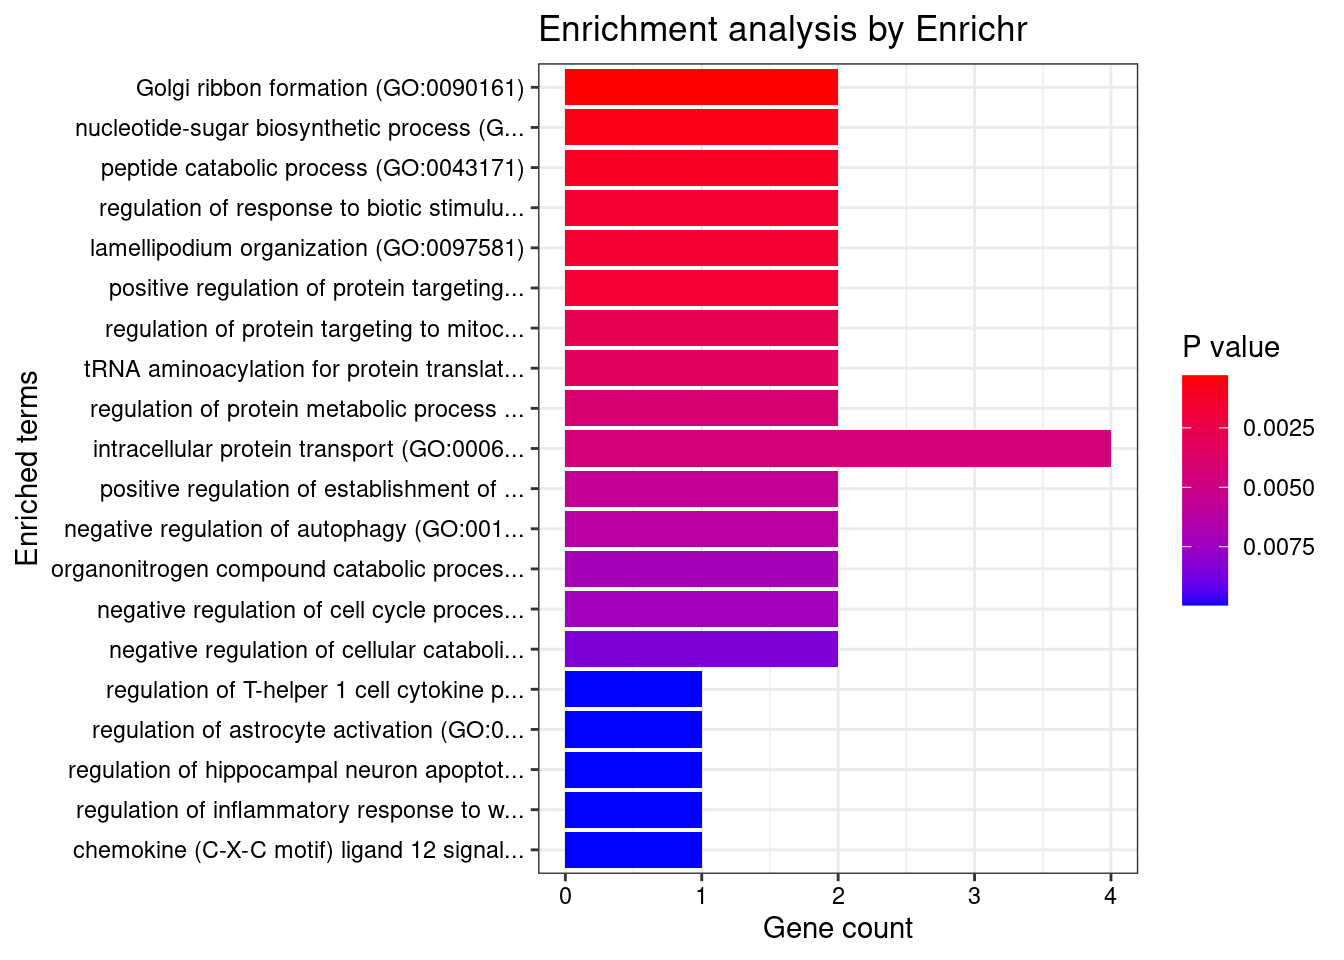 Enrichment analysis by Enrichr
Golgi ribbon formation (GO:0090161)
nucleotide-sugar biosynthetic process (G...
peptide catabolic process (GO:0043171)
regulation of response to biotic stimulu...
lamellipodium organization (GO:0097581)
positive regulation of protein targeting...
regulation of protein targeting to mitoc...
tRNA aminoacylation for protein translat...
regulation of protein metabolic process ...
intracellular protein transport (GO:0006...
positive regulation of establishment of ...
negative regulation of autophagy (GO:001...
organonitrogen compound catabolic proces...
negative regulation of cell cycle proces...
negative regulation of cellular cataboli...
regulation of T-helper 1 cell cytokine p...
regulation of astrocyte activation (GO:0...
regulation of hippocampal neuron apoptot...
regulation of inflammatory response to w...
chemokine (C-X-C motif) ligand 12 signal...
Enriched terms
0 1 2 3 4
Gene count
P value
0.0025
0.0050
0.0075